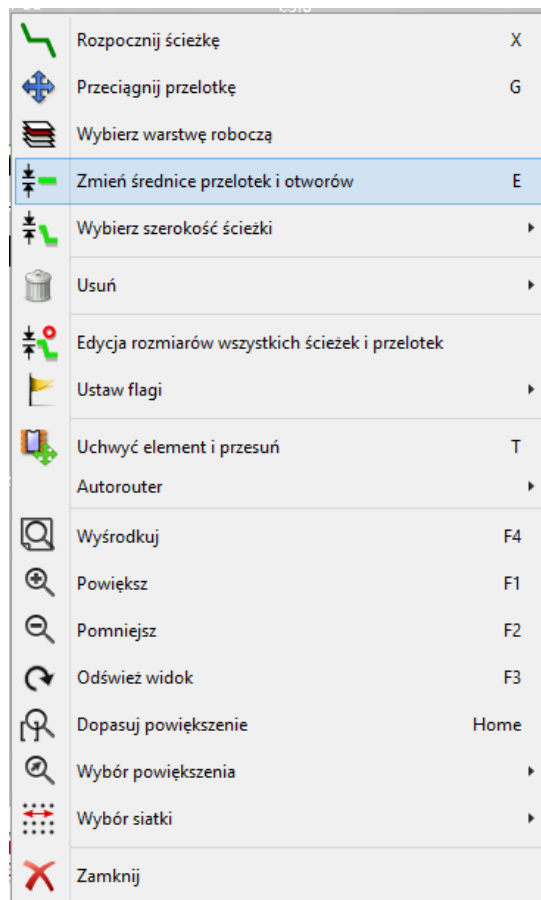 Rozpocznij ścieżkę X
Przeciągnij przelotkę G
Wybierz warstwę roboczą
Zmień średnice przelotek i otworów E
Wybierz szerokość ścieżki
Usuń
Edycja rozmiarów wszystkich ścieżek i przelotek
Ustaw flagi
Uchwyć element i przesuń T
Autorouter
Wyśrodkuj F4
Powiększ F1
Pomniejsz F2
Odśwież widok F3
Dopasuj powiększenie Home
Wybór powiększenia
Wybór siatki
Zamknij